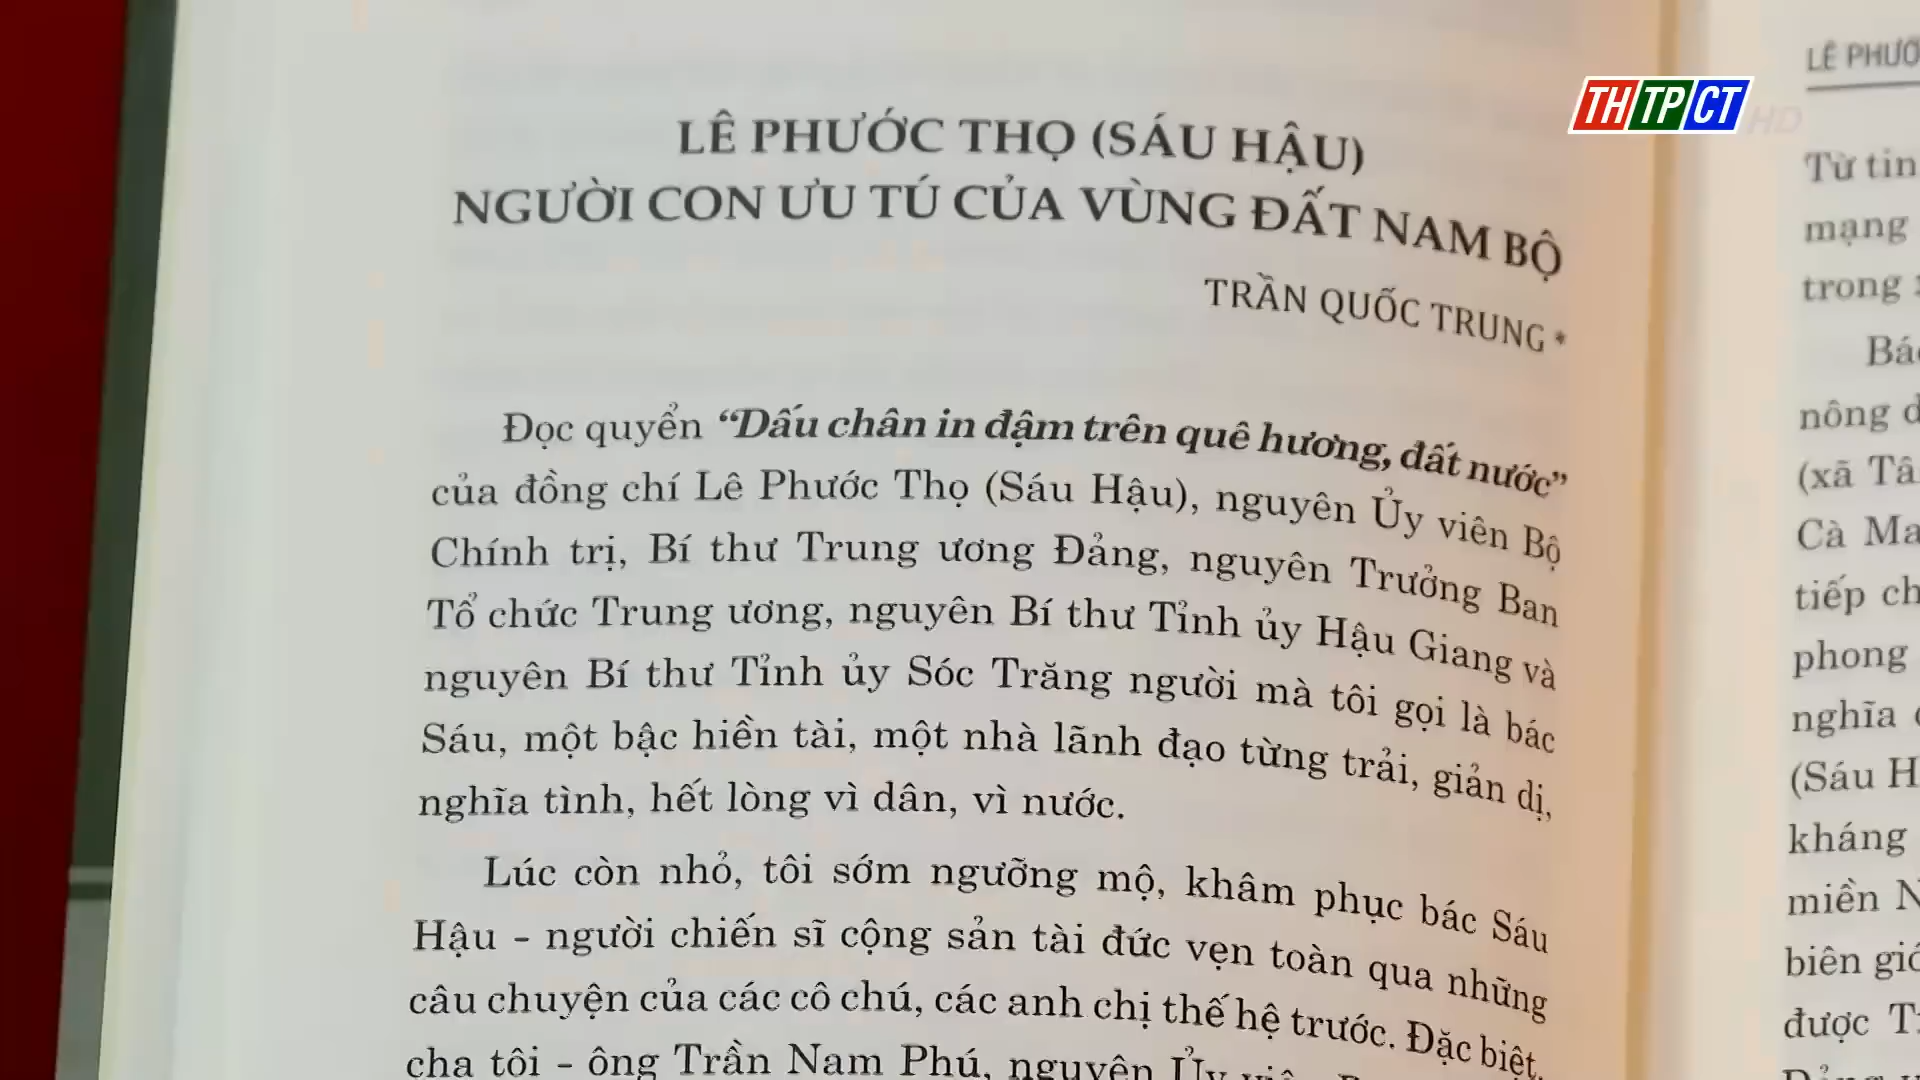 LÊ PHƯỚC THỌ (SÁU HẬU)
NGƯỜI CON ƯU TÚ CỦA VÙNG ĐẤT NAM BỘ
TRẦN QUỐC TRUNG *
Đọc quyển “Dấu chân in đậm trên quê hương, đất nước”
của đồng chí Lê Phước Thọ (Sáu Hậu), nguyên Ủy viên Bộ
Chính trị, Bí thư Trung ương Đảng, nguyên Trưởng Ban
Tổ chức Trung ương, nguyên Bí thư Tỉnh ủy Hậu Giang và
nguyên Bí thư Tỉnh ủy Sóc Trăng người mà tôi gọi là bác
Sáu, một bậc hiền tài, một nhà lãnh đạo từng trải, giản dị,
nghĩa tình, hết lòng vì dân, vì nước.
Lúc còn nhỏ, tôi sớm ngưỡng mộ, khâm phục bác Sáu
Hậu - người chiến sĩ cộng sản tài đức vẹn toàn qua những
câu chuyện của các cô chú, các anh chị thế hệ trước. Đặc biệt,
cha tôi - ông Trần Nam Phú, nguyên Ủy
THTPCT HD
LÊ
Từ
mạng
trong
nông
(xã
Cà
tiếp
phong
nghĩa
(Sáu
kháng
miền
biên
được